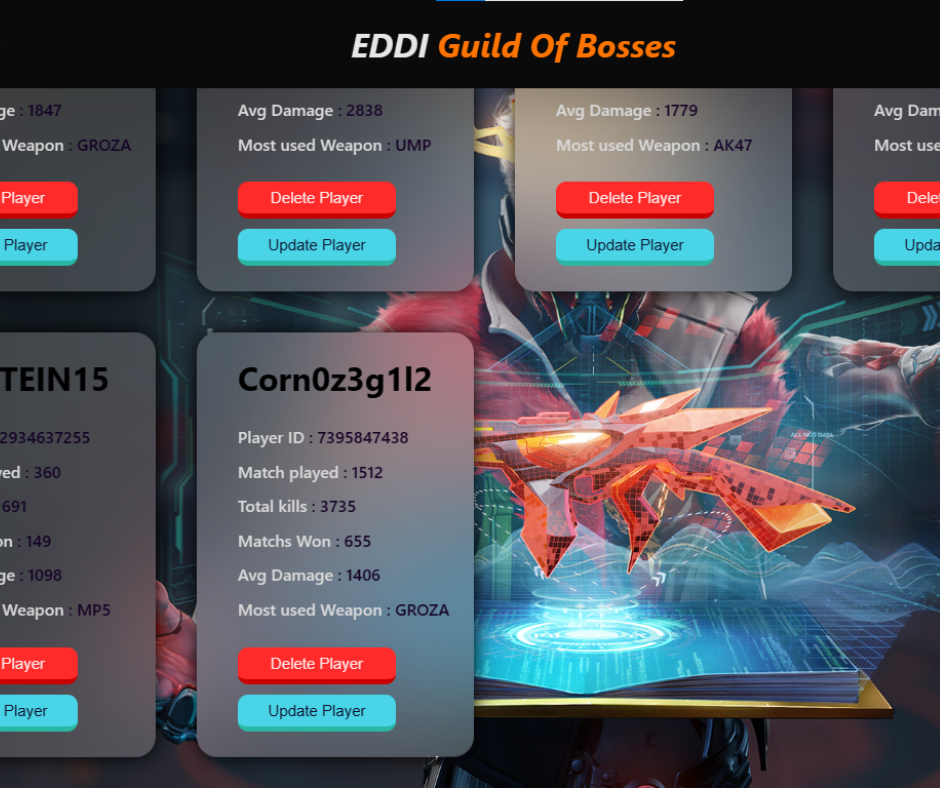 EDDI Guild Of Bosses
ge : 1847
Weapon : GROZA
Player
Player
Avg Damage : 2838
Most used Weapon : UMP
Delete Player
Update Player
Avg Damage : 1779
Most used Weapon : AK47
Delete Player
Update Player
Avg Dam
Most use
Dele
Upda
TEIN15
2934637255
yed : 360
691
on : 149
ge : 1098
Weapon : MP5
Player
Player
Corn0z3g1l2
Player ID : 7395847438
Match played : 1512
Total kills : 3735
Matchs Won : 655
Avg Damage : 1406
Most used Weapon : GROZA
Delete Player
Update Player